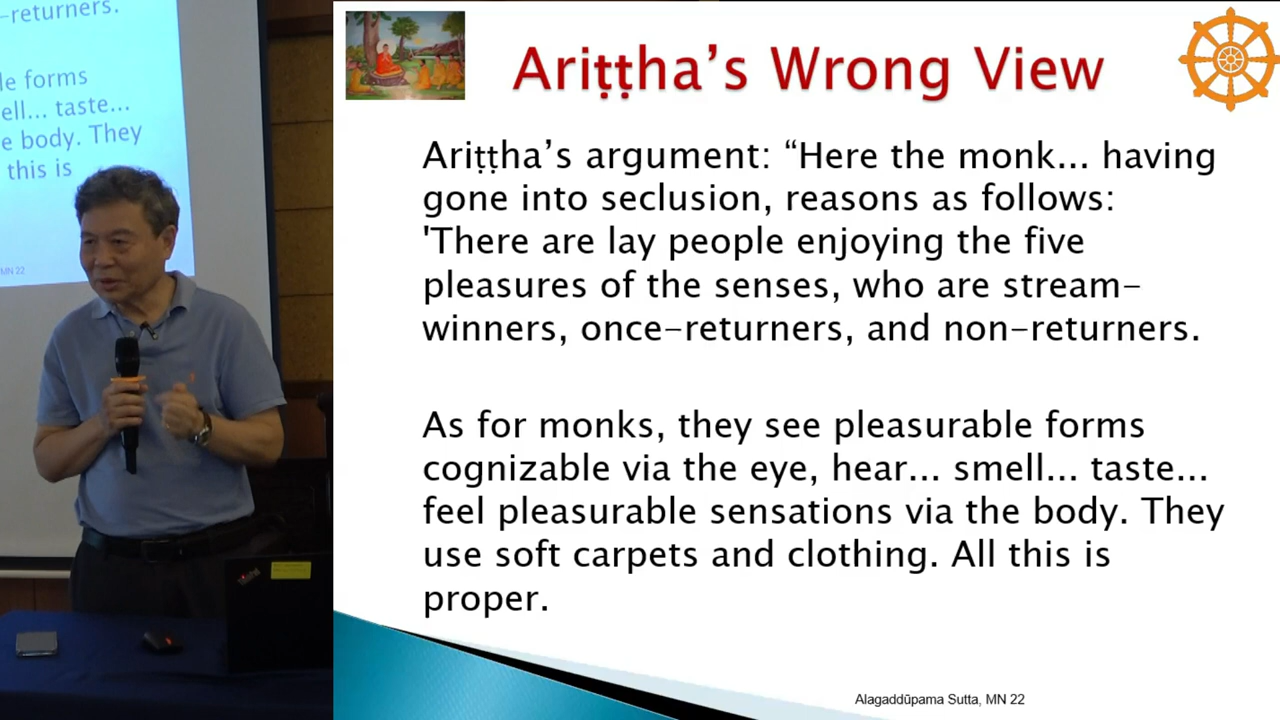 -returners.
le forms
ell... taste...
e body. They
this is
MN 22
Ariṭṭha’s Wrong View
Ariṭṭha’s argument: “Here the monk... having
gone into seclusion, reasons as follows:
'There are lay people enjoying the five
pleasures of the senses, who are stream-
winners, once-returners, and non-returners.
As for monks, they see pleasurable forms
cognizable via the eye, hear... smell... taste...
feel pleasurable sensations via the body. They
use soft carpets and clothing. All this is
proper.
Alagaddūpama Sutta, MN 22